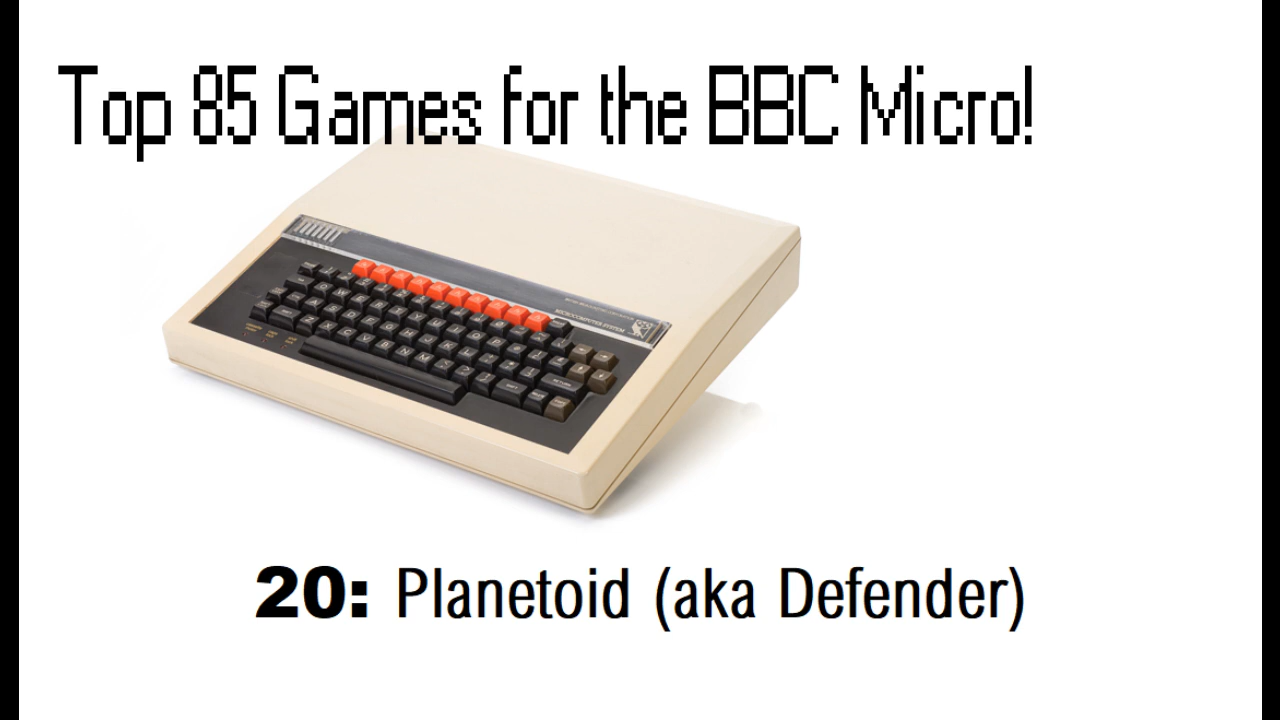 Top 85 Games for the BBC Micro!
20: Planetoid (aka Defender)